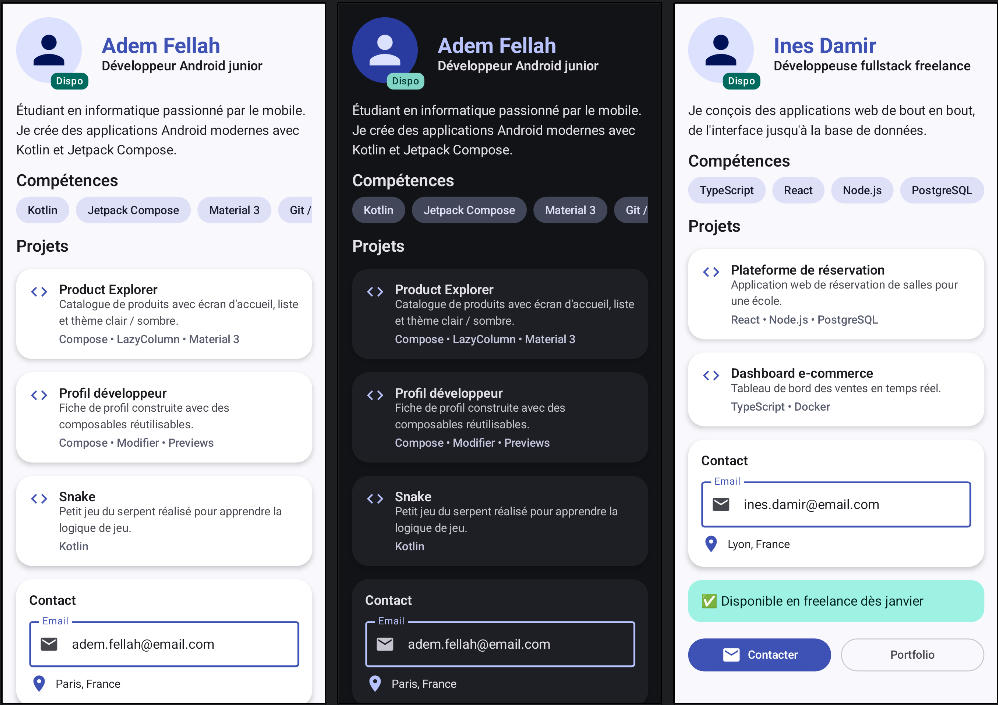 Adem Fellah
Développeur Android junior
Dispo
Étudiant en informatique passionné par le mobile.
Je crée des applications Android modernes avec
Kotlin et Jetpack Compose.
Compétences
Kotlin
Jetpack Compose
Material 3
Git /
Projets
Product Explorer
Catalogue de produits avec écran d'accueil, liste
et thème clair / sombre.
Compose • LazyColumn • Material 3
Profil développeur
Fiche de profil construite avec des
composables réutilisables.
Compose • Modifier • Previews
Snake
Petit jeu du serpent réalisé pour apprendre la
logique de jeu.
Kotlin
Contact
Email
adem.fellah@email.com
Paris, France
Adem Fellah
Développeur Android junior
Dispo
Étudiant en informatique passionné par le mobile.
Je crée des applications Android modernes avec
Kotlin et Jetpack Compose.
Compétences
Kotlin
Jetpack Compose
Material 3
Git /
Projets
Product Explorer
Catalogue de produits avec écran d'accueil, liste
et thème clair / sombre.
Compose • LazyColumn • Material 3
Profil développeur
Fiche de profil construite avec des
composables réutilisables.
Compose • Modifier • Previews
Snake
Petit jeu du serpent réalisé pour apprendre la
logique de jeu.
Kotlin
Contact
Email
adem.fellah@email.com
Paris, France
Ines Damir
Développeuse fullstack freelance
Dispo
Je conçois des applications web de bout en bout,
de l'interface jusqu'à la base de données.
Compétences
TypeScript
React
Node.js
PostgreSQL
Projets
Plateforme de réservation
Application web de réservation de salles pour
une école.
React • Node.js • PostgreSQL
Dashboard e-commerce
Tableau de bord des ventes en temps réel.
TypeScript • Docker
Contact
Email
ines.damir@email.com
Lyon, France
✅ Disponible en freelance dès janvier
Contacter
Portfolio